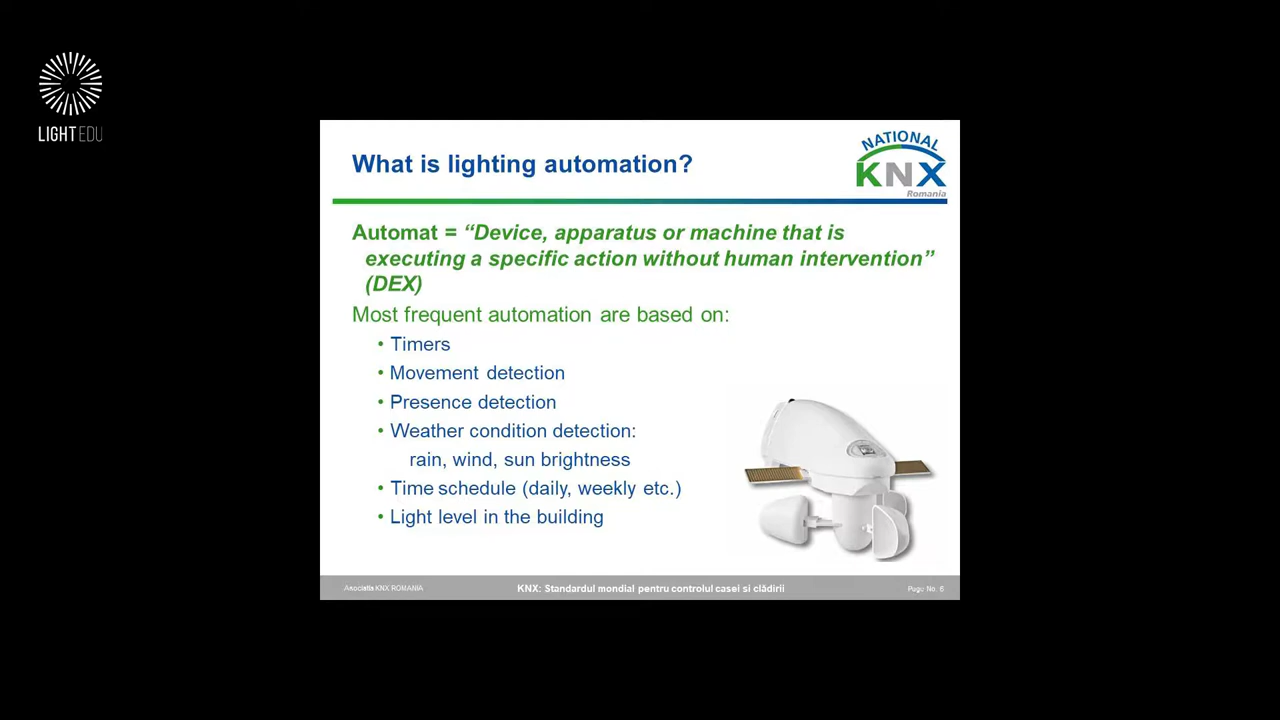 LIGHT EDU
What is lighting automation?
NATIONAL
KNX
Romania
Automat = “Device, apparatus or machine that is
executing a specific action without human intervention”
(DEX)
Most frequent automation are based on:
• Timers
• Movement detection
• Presence detection
• Weather condition detection:
rain, wind, sun brightness
• Time schedule (daily, weekly etc.)
• Light level in the building
Asociatia KNX ROMANIA
KNX: Standardul mondial pentru controlul casei si clădirii
No. 6